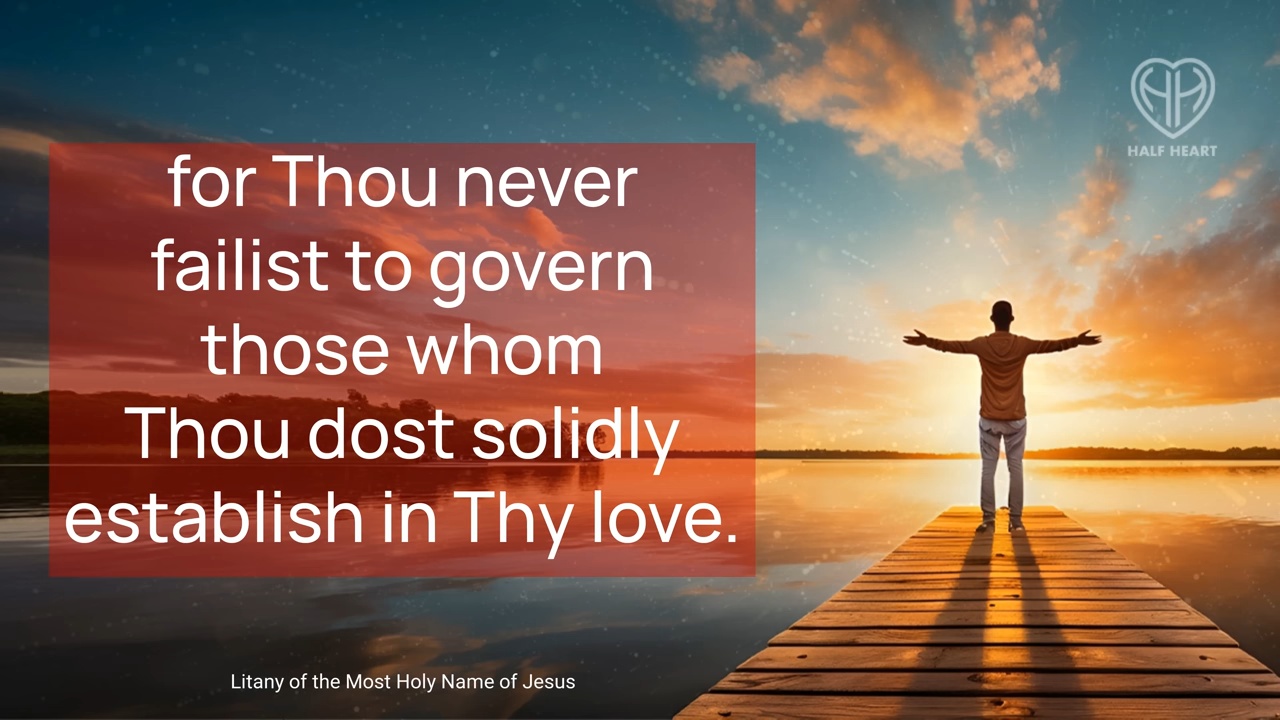 HALF HEART
for Thou never
failist to govern
those whom
Thou dost solidly
establish in Thy love.
Litany of the Most Holy Name of Jesus